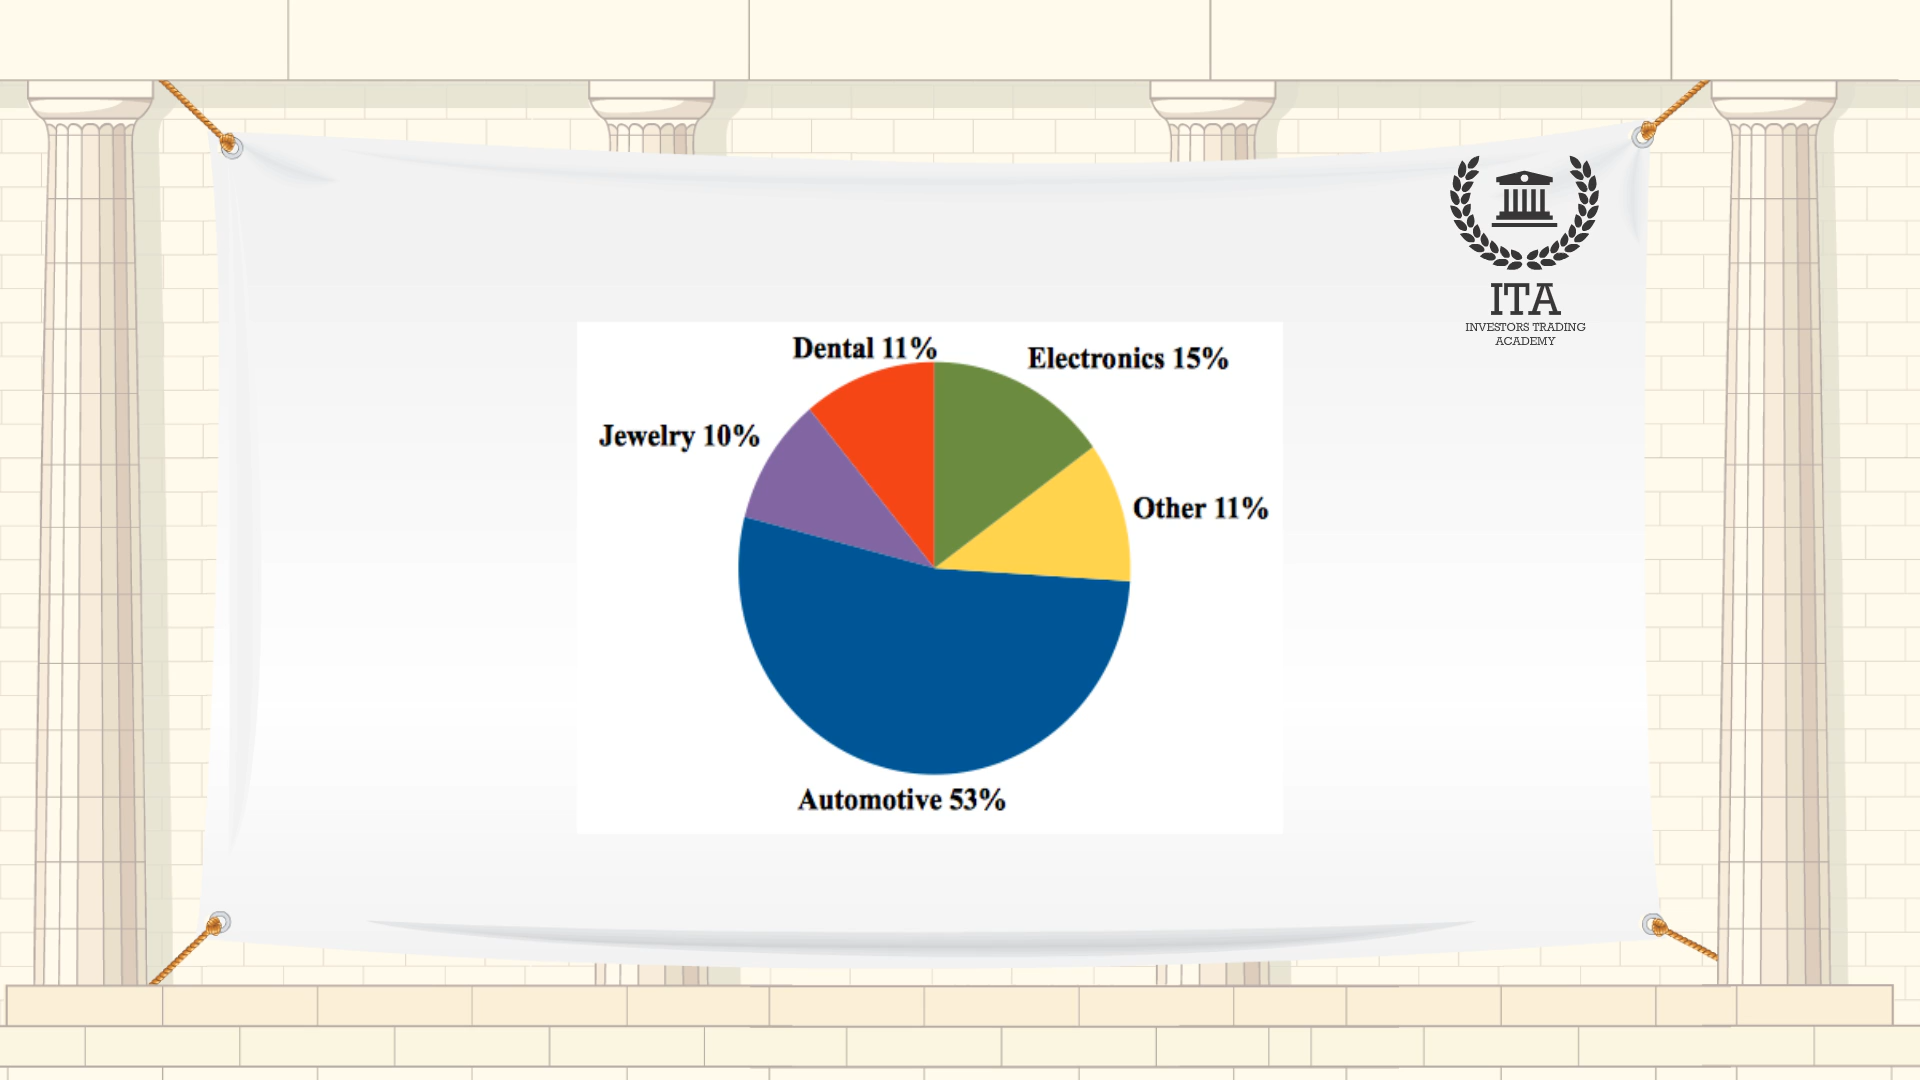 ITA
INVESTORS TRADING
ACADEMY
Dental 11%
Electronics 15%
Jewelry 10%
Other 11%
Automotive 53%